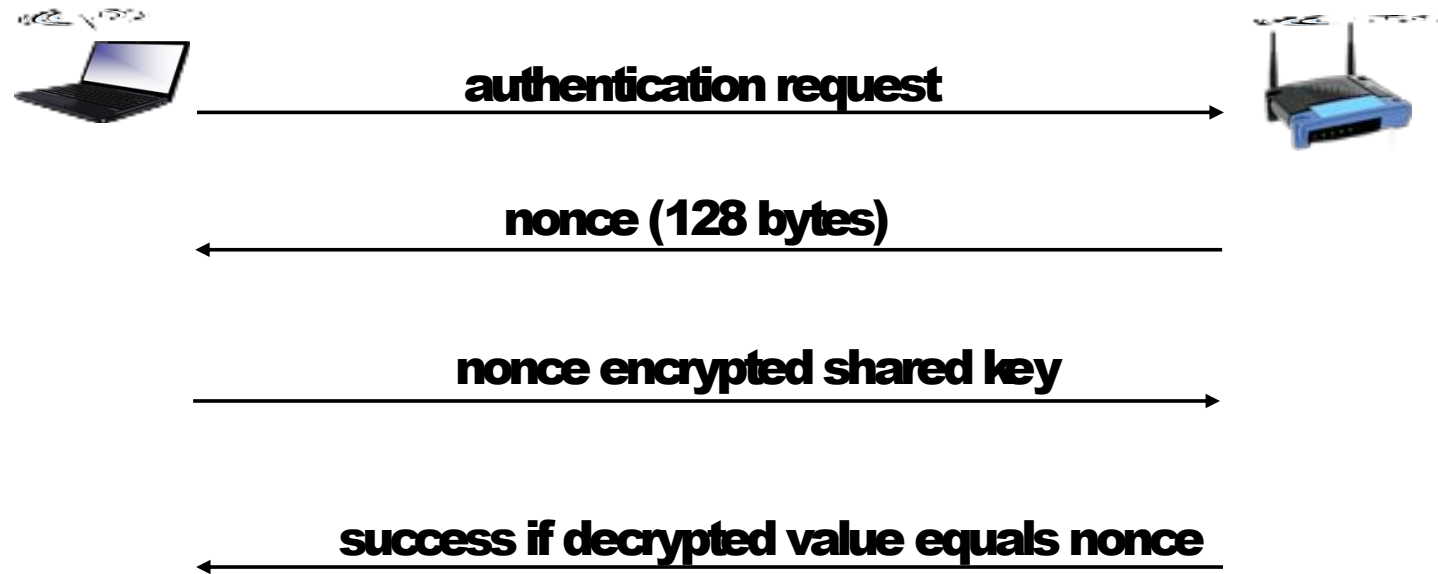 authentication request
nonce (128 bytes)
nonce encrypted shared key
success if decrypted value equals nonce